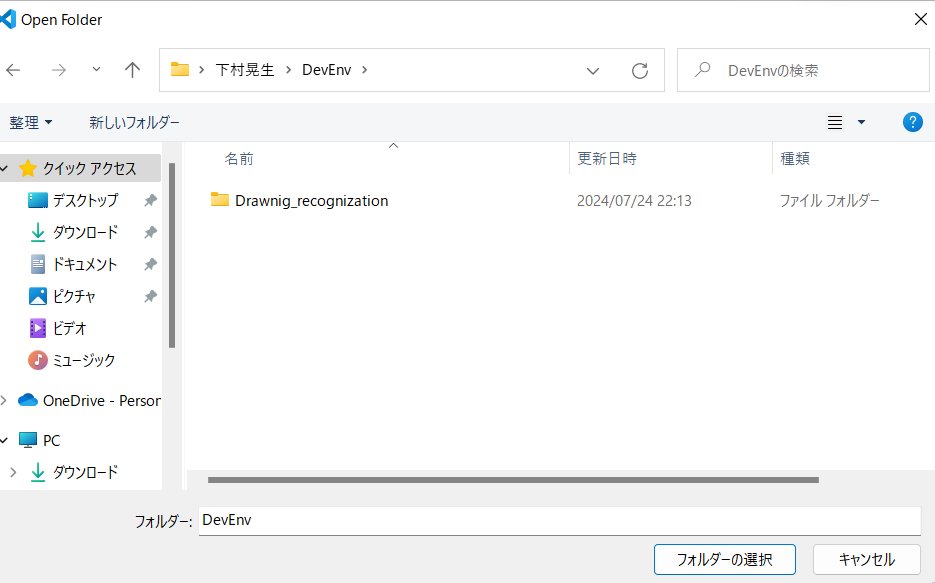 Open Folder
下村晃生 DevEnv
DevEnvの検索
整理 新しいフォルダー
名前 更新日時 種類
クイック アクセス
デスクトップ
ダウンロード
ドキュメント
ピクチャ
ビデオ
ミュージック
OneDrive - Person
PC
ダウンロード
Drawnig_recognization 2024/07/24 22:13 ファイル フォルダー
フォルダー: DevEnv
フォルダーの選択 キャンセル